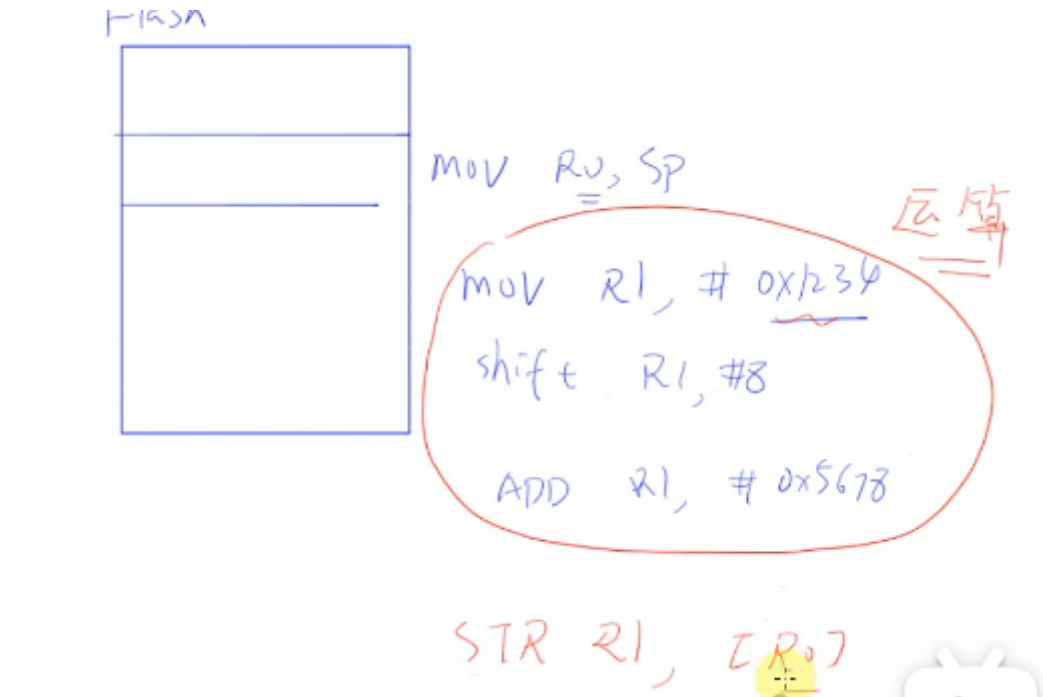 Flash
MOV R0, SP
运算
MOV R1, # 0x1234
shift R1, #8
ADD R1, # 0x5678
STR R1, [R0]